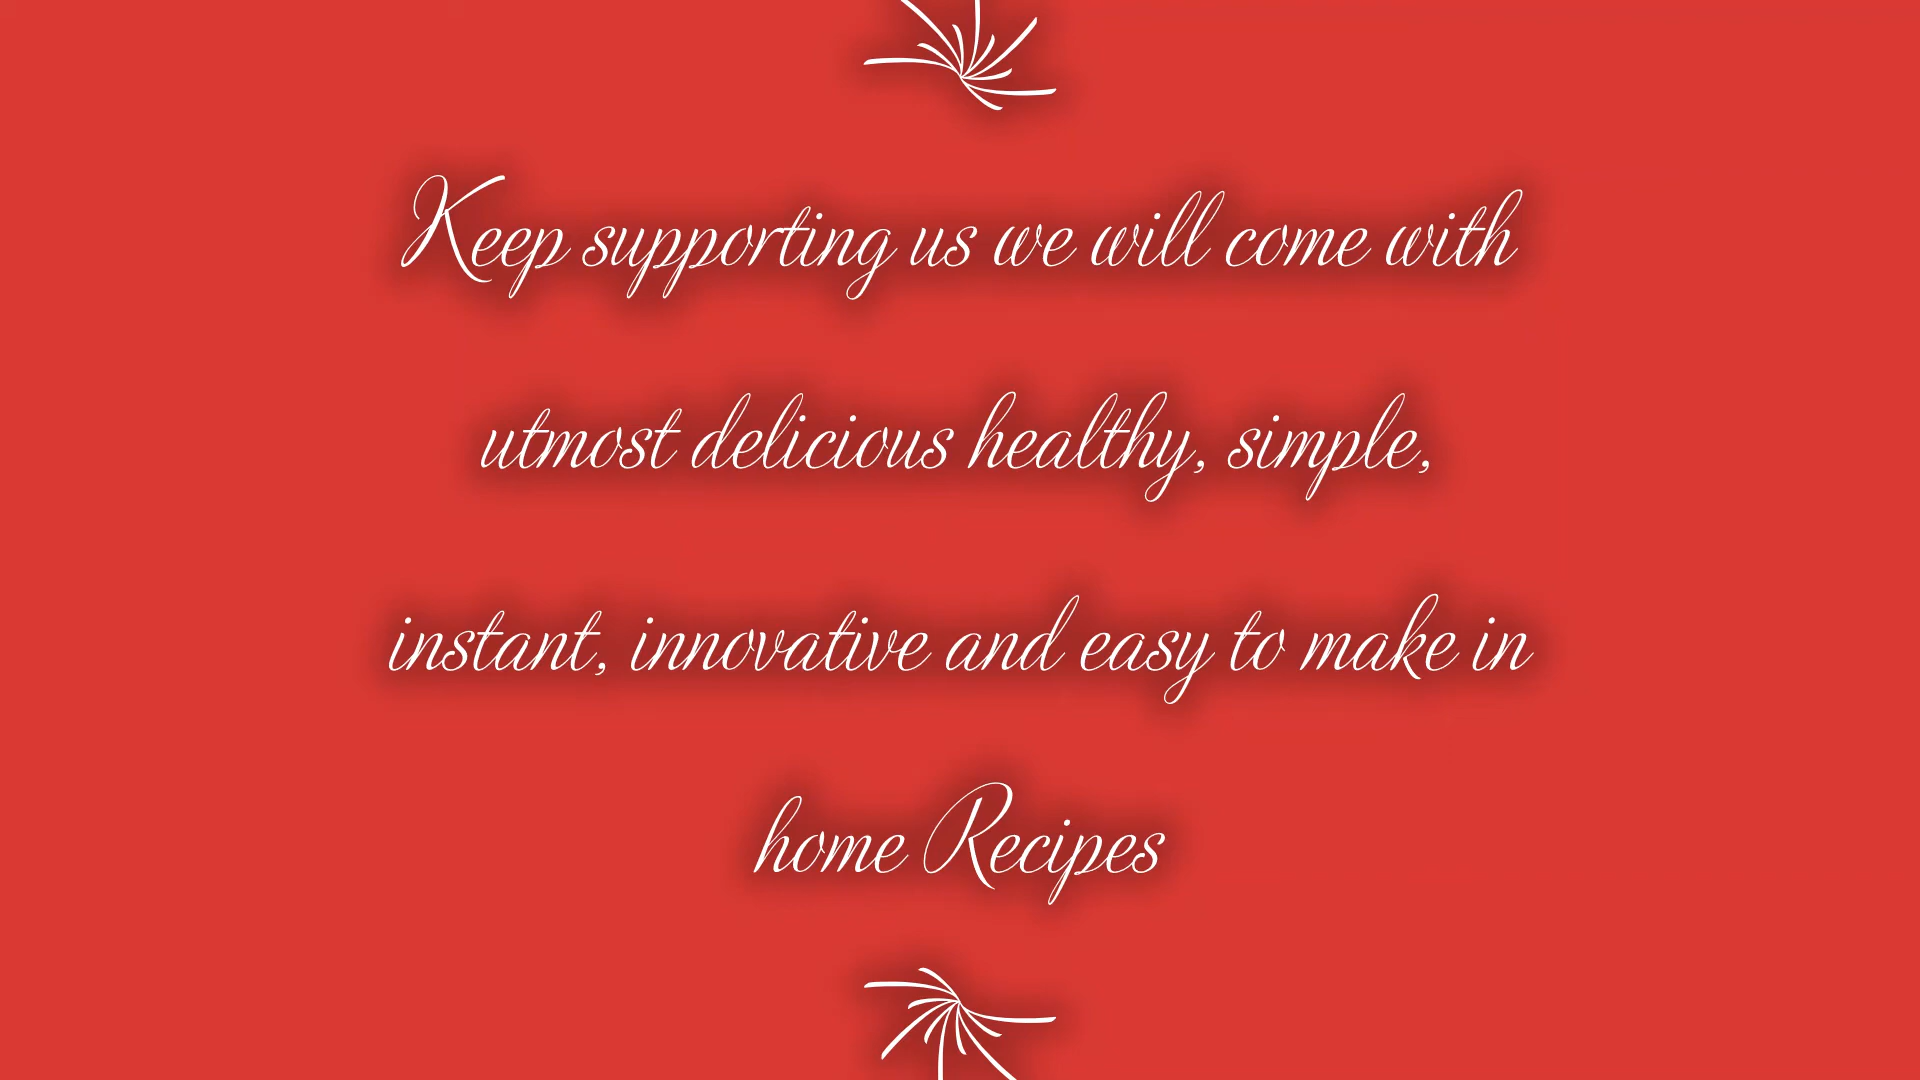 Keep supporting us we will come with
utmost delicious healthy, simple,
instant, innovative and easy to make in
home Recipes